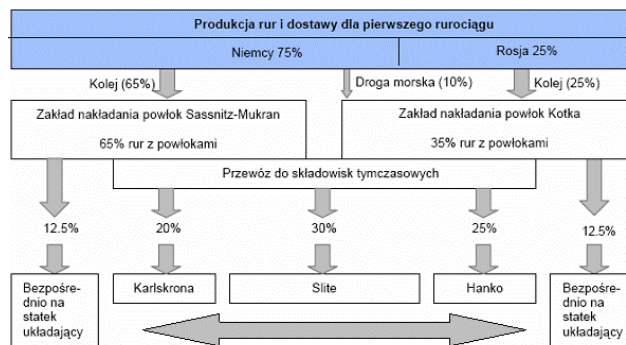 Produkcja rur i dostawy dla pierwszego rurociągu
Niemcy 75%
Rosja 25%
Kolej (65%)
Droga morska (10%)
Kolej (25%)
Zakład nakładania powłok Sassnitz-Mukran
65% rur z powłokami
Zakład nakładania powłok Kotka
35% rur z powłokami
Przewóz do składowisk tymczasowych
12.5%
20%
30%
25%
12.5%
Bezpośre-
dnio na
statek
układający
Karlskrona
Slite
Hanko
Bezpośre-
dnio na
statek
układający